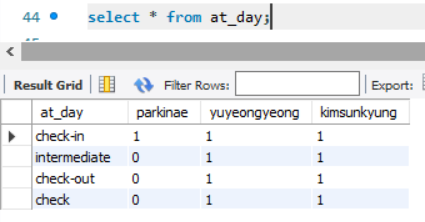 44 select * from at_day;
Result Grid Filter Rows: Export:
at_day parkinae yuyeongyeong kimsunkyung
check-in 1 1 1
intermediate 0 1 1
check-out 0 1 1
check 0 1 1